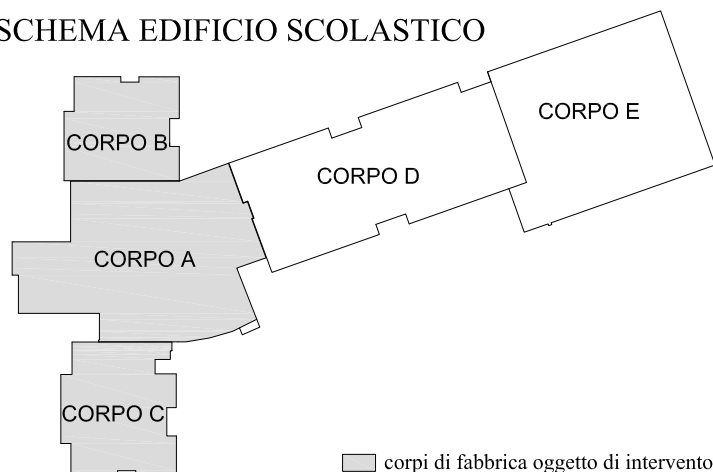 SCHEMA EDIFICIO SCOLASTICO
CORPO B
CORPO E
CORPO D
CORPO A
CORPO C
corpi di fabbrica oggetto di intervento